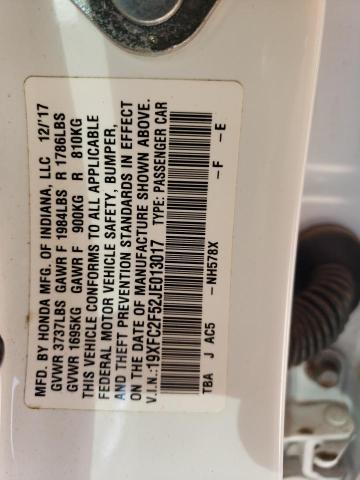 MFD. BY HONDA MFG. OF INDIANA, LLC 12/'17
GVWR 3737LBS GAWR F 1984LBS R 1786LBS
GVWR 1695KG GAWR F 900KG R 810KG
THIS VEHICLE CONFORMS TO ALL APPLICABLE
FEDERAL MOTOR VEHICLE SAFETY, BUMPER,
AND THEFT PREVENTION STANDARDS IN EFFECT
ON THE DATE OF MANUFACTURE SHOWN ABOVE.
V.I.N.:19XFC2F52JE013017 TYPE: PASSENGER CAR
-NH578X -F -E
TBA J AC5